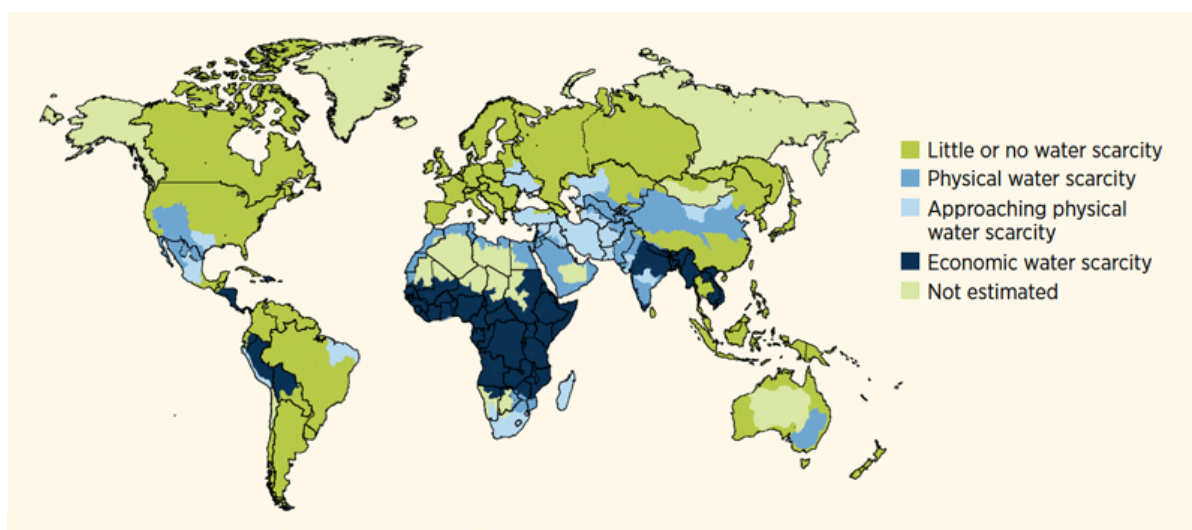 Little or no water scarcity
Physical water scarcity
Approaching physical
water scarcity
Economic water scarcity
Not estimated